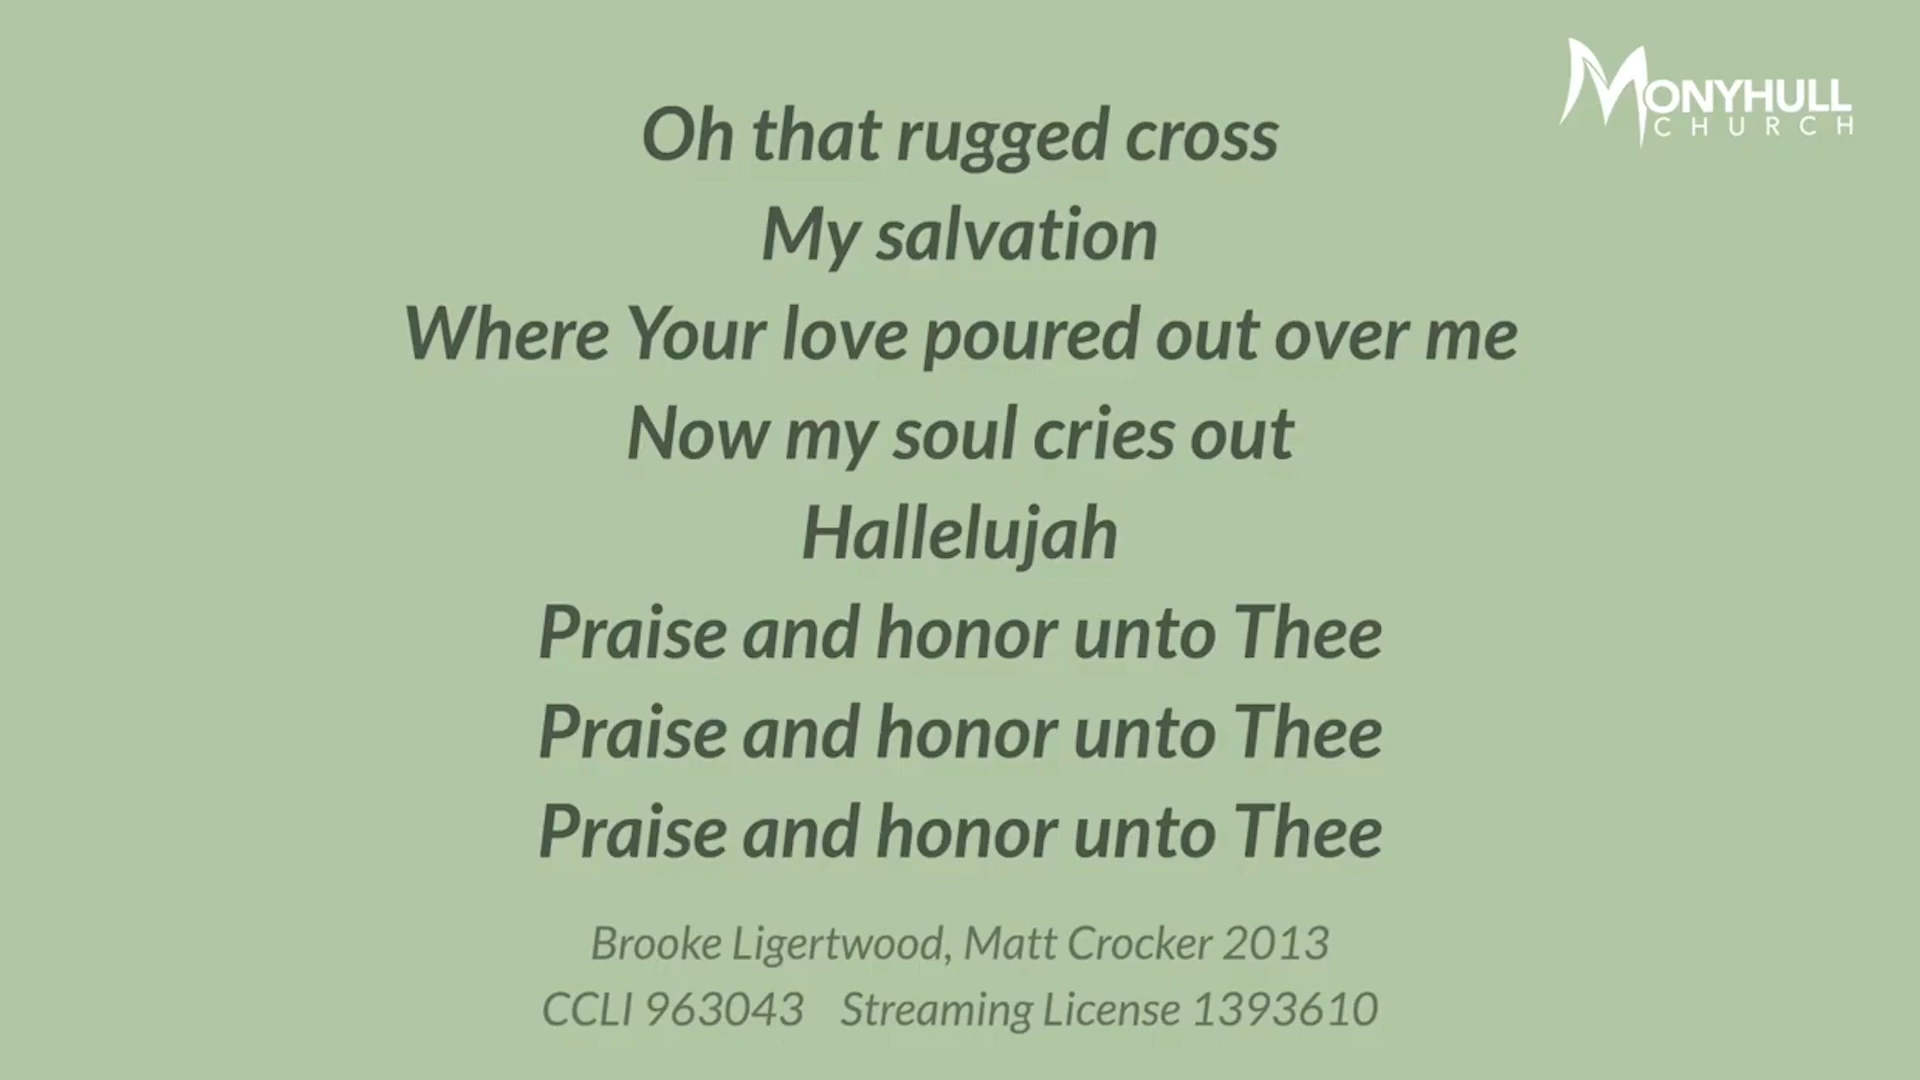 MONYHULL
CHURCH
Oh that rugged cross
My salvation
Where Your love poured out over me
Now my soul cries out
Hallelujah
Praise and honor unto Thee
Praise and honor unto Thee
Praise and honor unto Thee
Brooke Ligertwood, Matt Crocker 2013
CCLI 963043 Streaming License 1393610